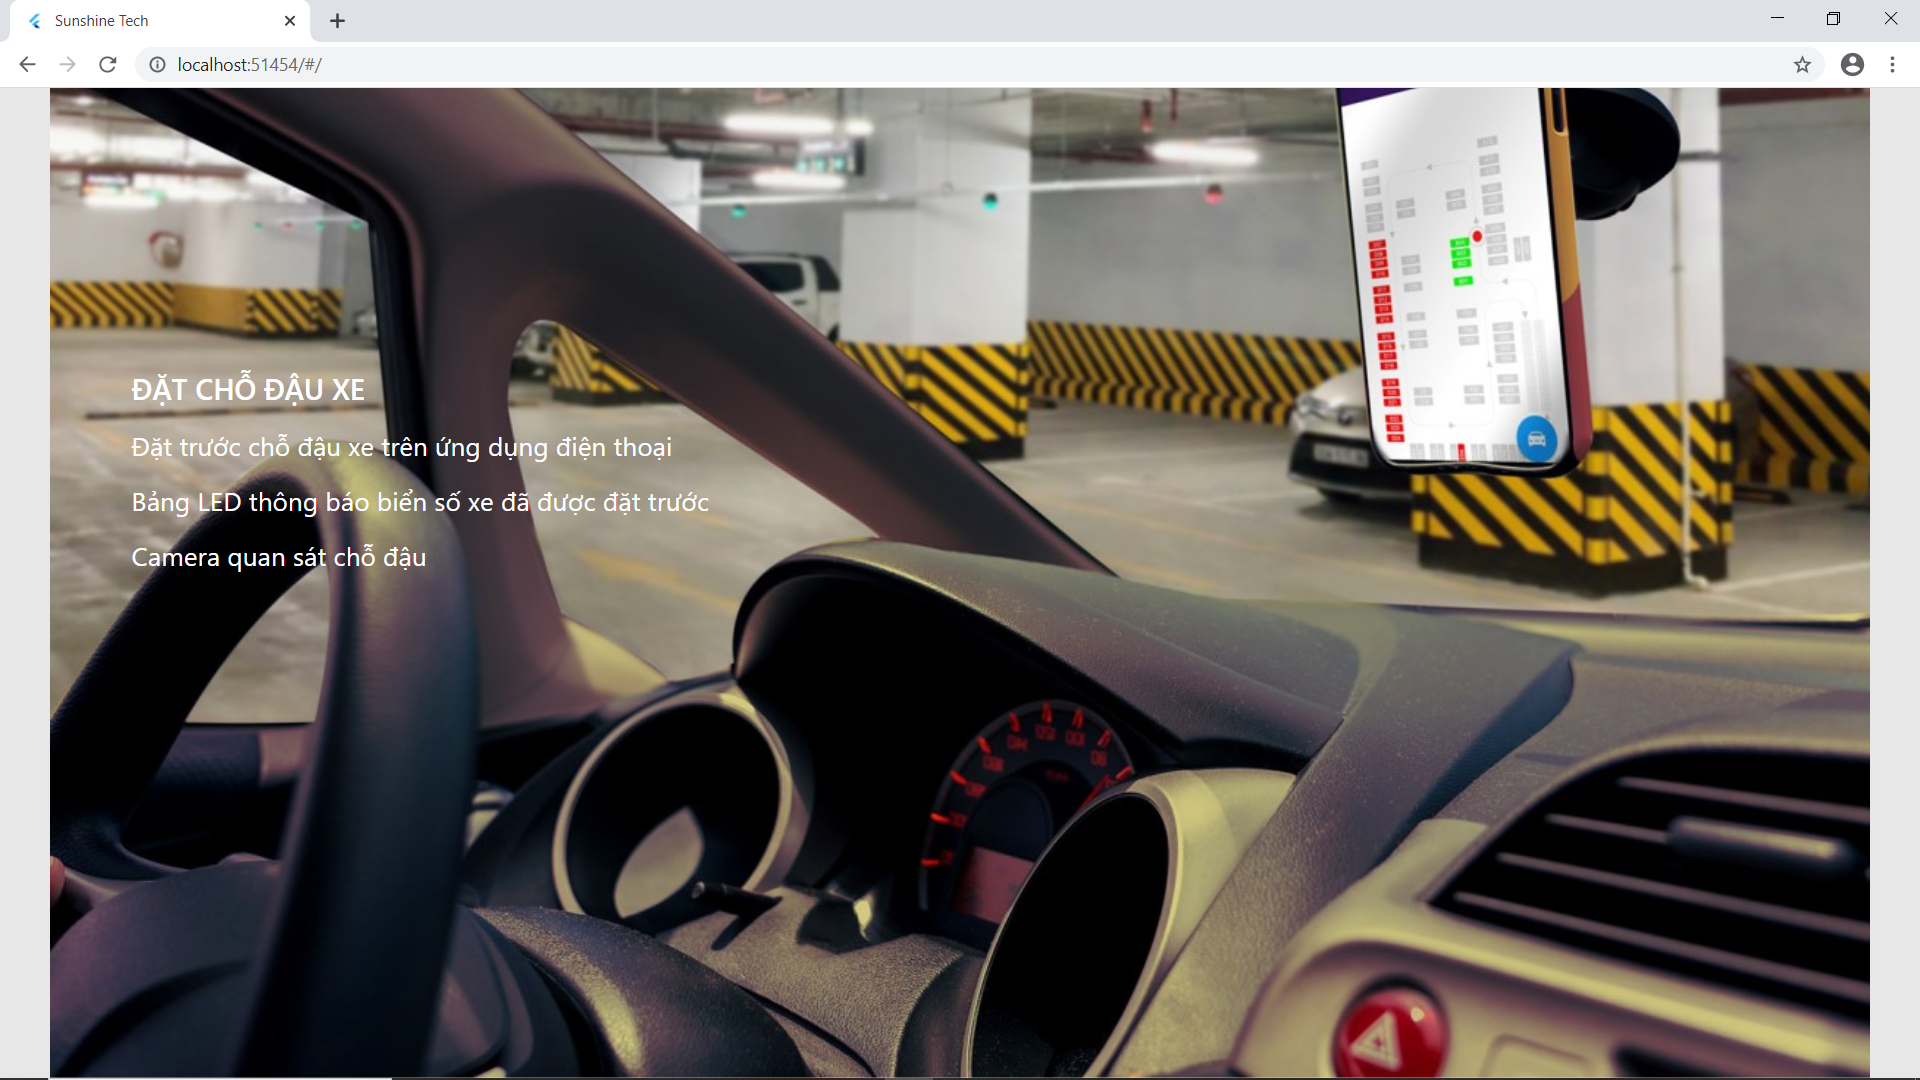 Sunshine Tech
localhost:51454/#/
ĐẶT CHỖ ĐẬU XE
Đặt trước chỗ đậu xe trên ứng dụng điện thoại
Bảng LED thông báo biển số xe đã được đặt trước
Camera quan sát chỗ đậu